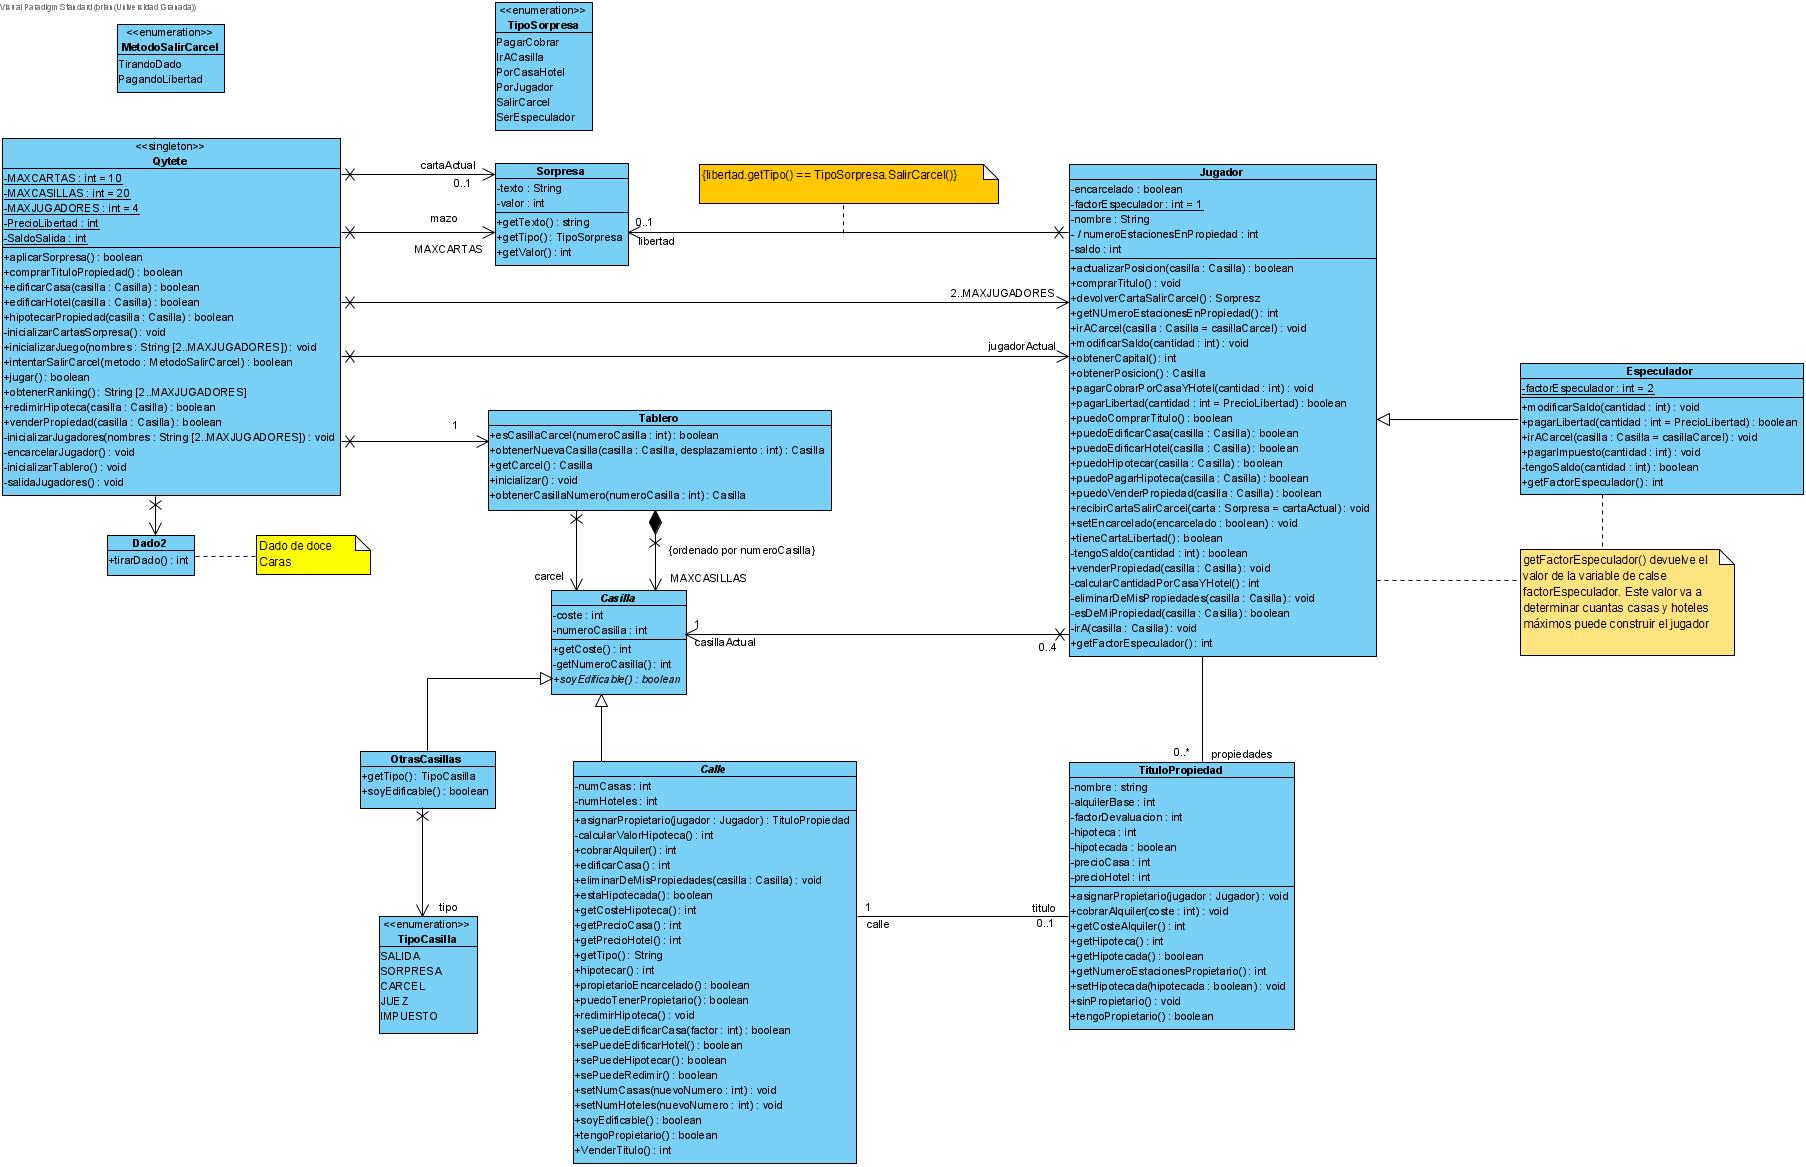 Visual Paradigm Standard(brian(Universidad Granada))
<<enumeration>>
MetodoSalirCarcel
TirandoDado
PagandoLibertad
<<enumeration>>
TipoSorpresa
PagarCobrar
IrACasilla
PorCasaHotel
PorJugador
SalirCarcel
SerEspeculador
<<singleton>>
Qytete
-MAXCARTAS : int = 10
-MAXCASILLAS : int = 20
-MAXJUGADORES : int = 4
-PrecioLibertad : int
-SaldoSalida : int
+aplicarSorpresa() : boolean
+comprarTituloPropiedad() : boolean
+edificarCasa(casilla : Casilla) : boolean
+edificarHotel(casilla : Casilla) : boolean
+hipotecarPropiedad(casilla : Casilla) : boolean
-inicializarCartasSorpresa() : void
+inicializarJuego(nombres : String [2..MAXJUGADORES]) : void
+intentarSalirCarcel(metodo : MetodoSalirCarcel) : boolean
+jugar() : boolean
+obtenerRanking() : String [2..MAXJUGADORES]
+redimirHipoteca(casilla : Casilla) : boolean
+venderPropiedad(casilla : Casilla) : boolean
-inicializarJugadores(nombres : String [2..MAXJUGADORES]) : void
-encarcelarJugador() : void
-inicializarTablero() : void
-salidaJugadores() : void
cartaActual
0..1
mazo
MAXCARTAS
Sorpresa
-texto : String
-valor : int
+getTexto() : string
+getTipo() : TipoSorpresa
+getValor() : int
{libertad.getTipo() == TipoSorpresa.SalirCarcel()}
0..1
libertad
2..MAXJUGADORES
jugadorActual
Jugador
-encarcelado : boolean
-factorEspeculador : int = 1
-nombre : String
- / numeroEstacionesEnPropiedad : int
-saldo : int
+actualizarPosicion(casilla : Casilla) : boolean
+comprarTitulo() : void
+devolverCartaSalirCarcel() : Sorpresz
+getNUmeroEstacionesEnPropiedad() : int
+irACarcel(casilla : Casilla = casillaCarcel) : void
+modificarSaldo(cantidad : int) : void
+obtenerCapital() : int
+obtenerPosicion() : Casilla
+pagarCobrarPorCasaYHotel(cantidad : int) : void
+pagarLibertad(cantidad : int = PrecioLibertad) : boolean
+puedoComprarTitulo() : boolean
+puedoEdificarCasa(casilla : Casilla) : boolean
+puedoEdificarHotel(casilla : Casilla) : boolean
+puedoHipotecar(casilla : Casilla) : boolean
+puedoPagarHipoteca(casilla : Casilla) : boolean
+puedoVenderPropiedad(casilla : Casilla) : boolean
+recibirCartaSalirCarcel(carta : Sorpresa = cartaActual) : void
+setEncarcelado(encarcelado : boolean) : void
+tieneCartaLibertad() : boolean
-tengoSaldo(cantidad : int) : boolean
+venderPropiedad(casilla : Casilla) : void
-calcularCantidadPorCasaYHotel() : int
-eliminarDeMisPropiedades(casilla : Casilla) : void
-esDeMiPropiedad(casilla : Casilla) : boolean
-irA(casilla : Casilla) : void
+getFactorEspeculador() : int
Especulador
-factorEspeculador : int = 2
+modificarSaldo(cantidad : int) : void
+pagarLibertad(cantidad : int = PrecioLibertad) : boolean
+irACarcel(casilla : Casilla = casillaCarcel) : void
+pagarImpuesto(cantidad : int) : void
-tengoSaldo(cantidad : int) : boolean
+getFactorEspeculador() : int
getFactorEspeculador() devuelve el
valor de la variable de calse
factorEspeculador. Este valor va a
determinar cuantas casas y hoteles
máximos puede construir el jugador
1
Tablero
+esCasillaCarcel(numeroCasilla : int) : boolean
+obtenerNuevaCasilla(casilla : Casilla, desplazamiento : int) : Casilla
+getCarcel() : Casilla
+inicializar() : void
+obtenerCasillaNumero(numeroCasilla : int) : Casilla
Dado2
+tirarDado() : int
Dado de doce
Caras
{ordenado por numeroCasilla}
carcel
MAXCASILLAS
Casilla
-coste : int
-numeroCasilla : int
+getCoste() : int
-getNumeroCasilla() : int
+soyEdificable() : boolean
1
casillaActual
0..4
OtrasCasillas
+getTipo() : TipoCasilla
+soyEdificable() : boolean
tipo
<<enumeration>>
TipoCasilla
SALIDA
SORPRESA
CARCEL
JUEZ
IMPUESTO
Calle
-numCasas : int
-numHoteles : int
+asignarPropietario(jugador : Jugador) : TituloPropiedad
-calcularValorHipoteca() : int
+cobrarAlquiler() : int
+edificarCasa() : int
+eliminarDeMisPropiedades(casilla : Casilla) : void
+estaHipotecada() : boolean
+getCosteHipoteca() : int
+getPrecioCasa() : int
+getPrecioHotel() : int
+getTipo() : String
+hipotecar() : int
+propietarioEncarcelado() : boolean
+puedoTenerPropietario() : boolean
+redimirHipoteca() : void
+sePuedeEdificarCasa(factor : int) : boolean
+sePuedeEdificarHotel() : boolean
+sePuedeHipotecar() : boolean
+sePuedeRedimir() : boolean
+setNumCasas(nuevoNumero : int) : void
+setNumHoteles(nuevoNumero : int) : void
+soyEdificable() : boolean
+tengoPropietario() : boolean
+VenderTitulo() : int
1
calle
titulo
0..1
0..*
propiedades
TituloPropiedad
-nombre : string
-alquilerBase : int
-factorDevaluacion : int
-hipoteca : int
-hipotecada : boolean
-precioCasa : int
-precioHotel : int
+asignarPropietario(jugador : Jugador) : void
+cobrarAlquiler(coste : int) : void
+getCosteAlquiler() : int
+getHipoteca() : int
+getHipotecada() : boolean
+getNumeroEstacionesPropietario() : int
+setHipotecada(hipotecada : boolean) : void
+sinPropietario() : void
+tengoPropietario() : boolean